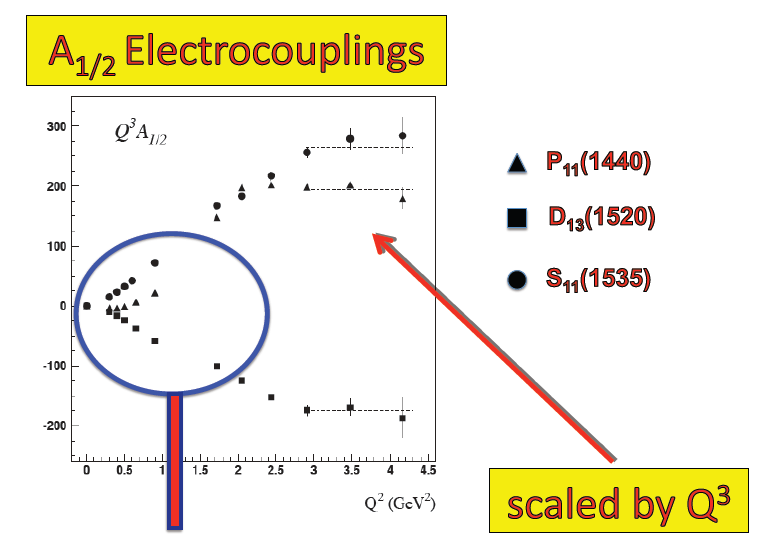 A1/2 Electrocouplings
Q3A1/2
300
200
100
0
-100
-200
0
0.5
1
1.5
2
2.5
3
3.5
4
4.5
Q2 (GeV2)
P11(1440)
D13(1520)
S11(1535)
scaled by Q3